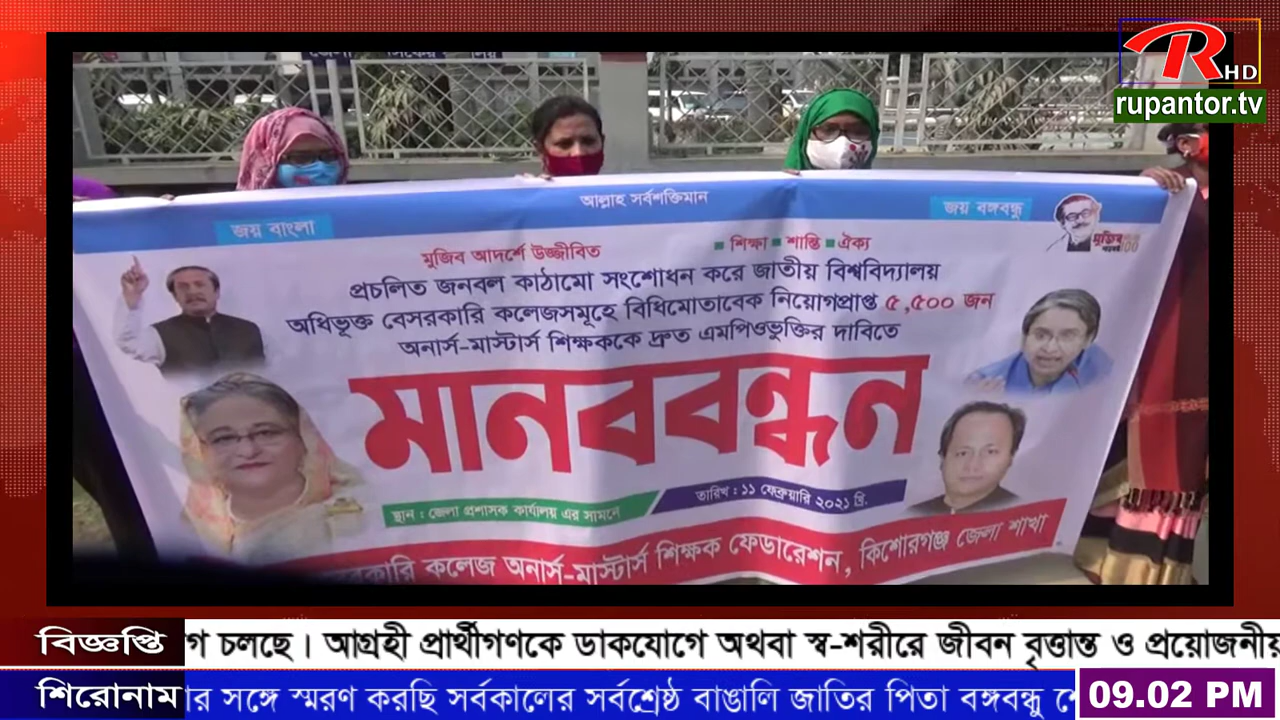 R HD
rupantor.tv
আল্লাহ সর্বশক্তিমান
জয় বাংলা
জয় বঙ্গবন্ধু
মুজিব আদর্শে উজ্জীবিত
শিক্ষা শান্তি ঐক্য
মুজিব
প্রচলিত জনবল কাঠামো সংশোধন করে জাতীয় বিশ্ববিদ্যালয়
অধিভূক্ত বেসরকারি কলেজসমূহে বিধিমোতাবেক নিয়োগপ্রাপ্ত ৫,৫০০ জন
অনার্স-মাস্টার্স শিক্ষককে দ্রুত এমপিওভুক্তির দাবিতে
মানববন্ধন
স্থান : জেলা প্রশাসক কার্যালয় এর সামনে
তারিখ : ১১ ফেব্রুয়ারি ২০২১ খ্রি.
রকারি কলেজ অনার্স-মাস্টার্স শিক্ষক ফেডারেশন, কিশোরগঞ্জ জেলা শাখা
বিজ্ঞপ্তি
গ চলছে। আগ্রহী প্রার্থীগণকে ডাকযোগে অথবা স্ব-শরীরে জীবন বৃত্তান্ত ও প্রয়োজনীয়
শিরোনাম
ার সঙ্গে স্মরণ করছি সর্বকালের সর্বশ্রেষ্ঠ বাঙালি জাতির পিতা বঙ্গবন্ধু শে
09.02 PM